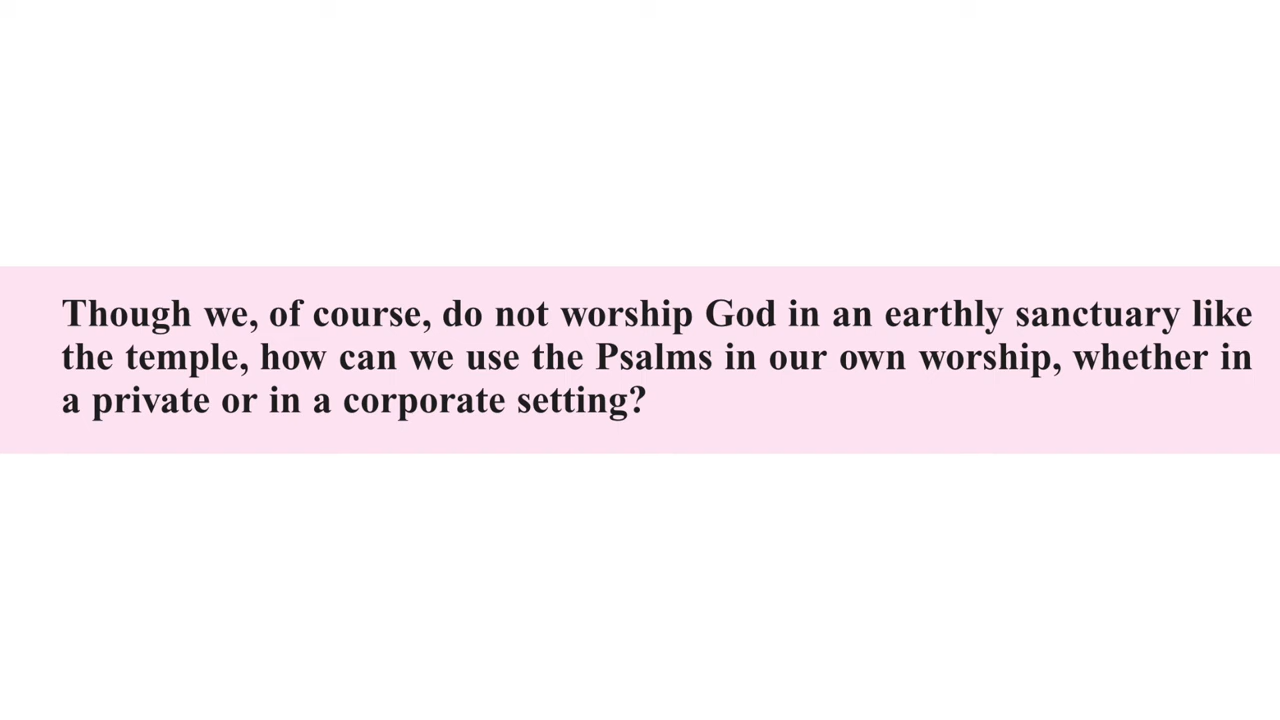 Though we, of course, do not worship God in an earthly sanctuary like
the temple, how can we use the Psalms in our own worship, whether in
a private or in a corporate setting?